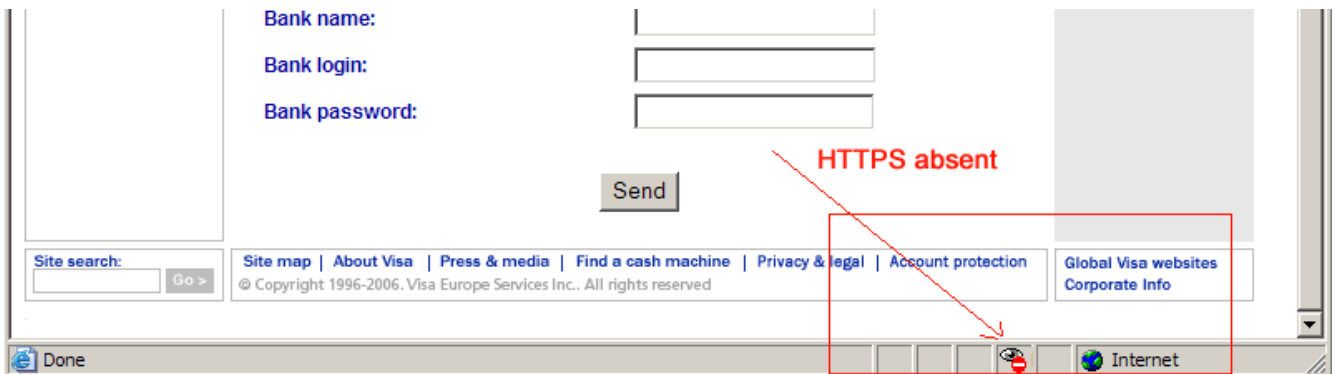 Bank name:
Bank login:
Bank password:
HTTPS absent
Send
Site search:
Go >
Site map | About Visa | Press & media | Find a cash machine | Privacy & legal | Account protection
© Copyright 1996-2006. Visa Europe Services Inc.. All rights reserved
Global Visa websites
Corporate Info
Done
Internet